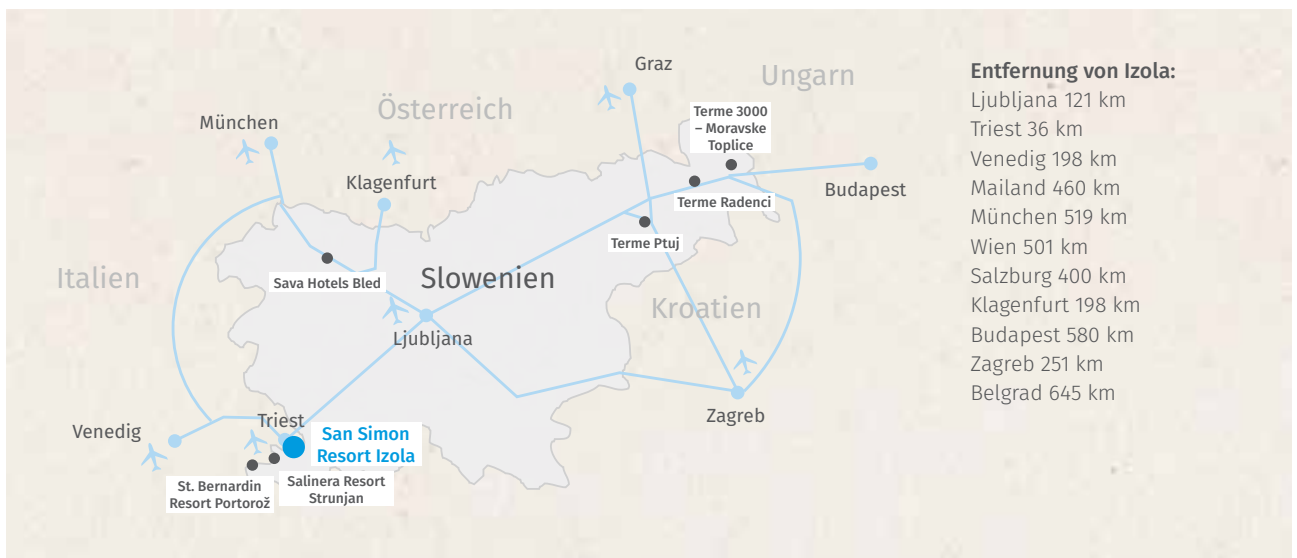 Graz
Ungarn
Österreich
München
Terme 3000
– Moravske
Toplice
Klagenfurt
Budapest
Terme Radenci
Terme Ptuj
Italien
Sava Hotels Bled
Slowenien
Kroatien
Ljubljana
Zagreb
Venedig
Triest
San Simon
Resort Izola
St. Bernardin
Resort Portorož
Salinera Resort
Strunjan
Entfernung von Izola:
Ljubljana 121 km
Triest 36 km
Venedig 198 km
Mailand 460 km
München 519 km
Wien 501 km
Salzburg 400 km
Klagenfurt 198 km
Budapest 580 km
Zagreb 251 km
Belgrad 645 km